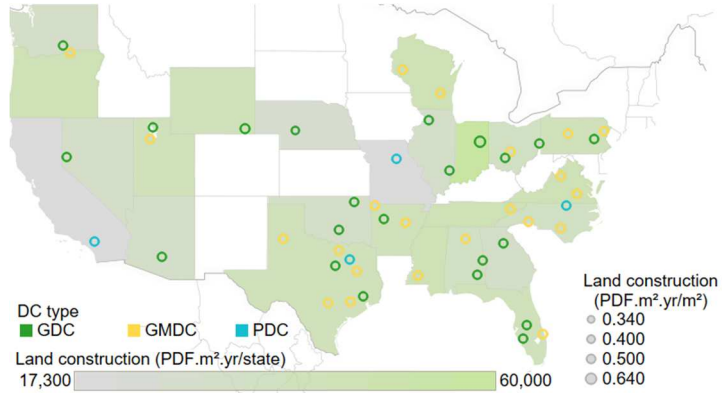 DC type
GDC GMDC PDC
Land construction (PDF.m².yr/state)
17,300 60,000
Land construction
(PDF.m².yr/m²)
0.340
0.400
0.500
0.640